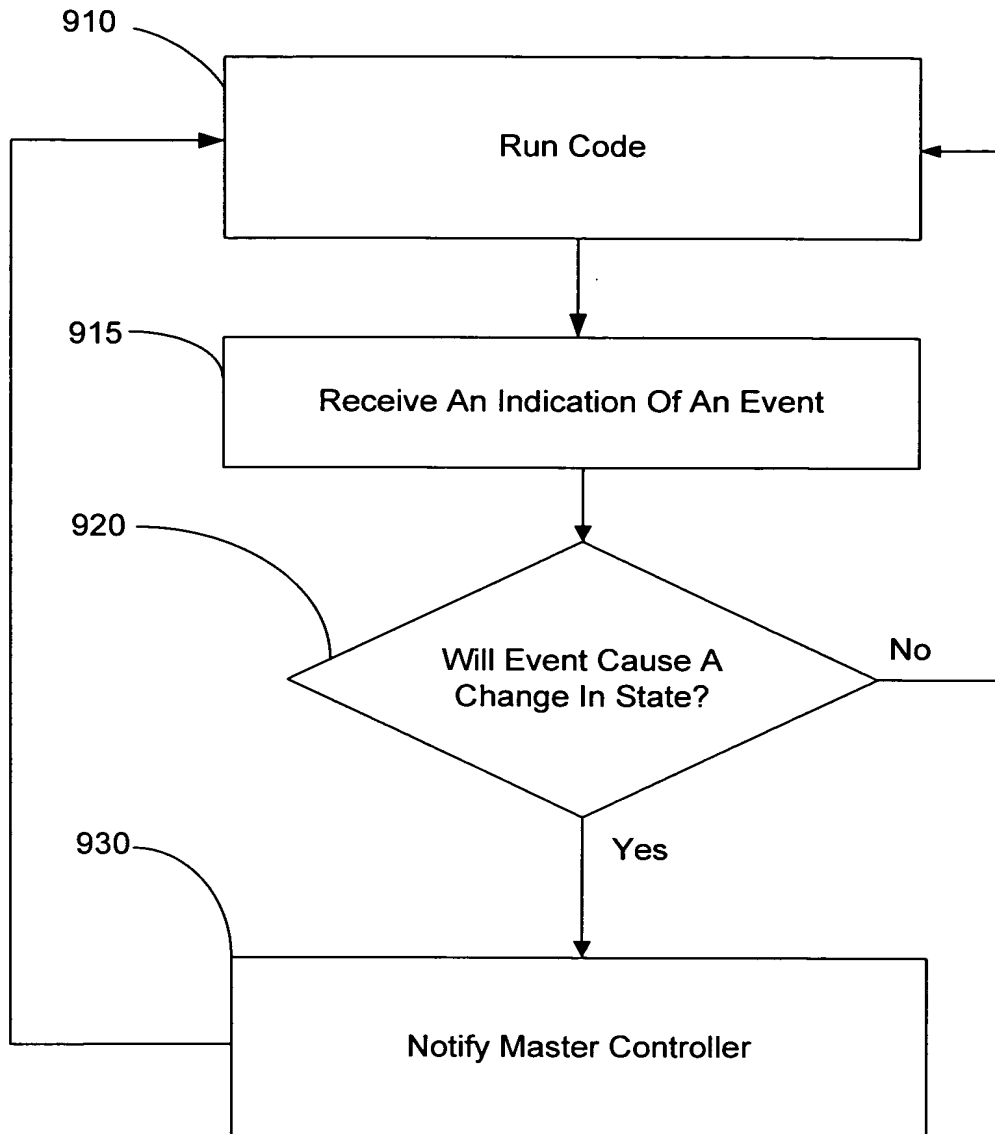 910
Run Code
915
Receive An Indication Of An Event
920
Will Event Cause A
Change In State?
No
Yes
930
Notify Master Controller